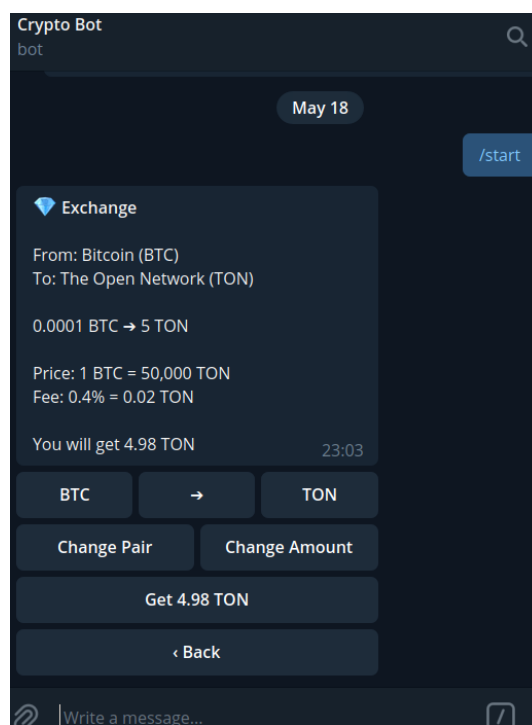 Crypto Bot
bot
May 18
/start
💎 Exchange
From: Bitcoin (BTC)
To: The Open Network (TON)
0.0001 BTC ➔ 5 TON
Price: 1 BTC = 50,000 TON
Fee: 0.4% = 0.02 TON
You will get 4.98 TON
23:03
BTC ➔ TON
Change Pair Change Amount
Get 4.98 TON
‹ Back
Write a message...